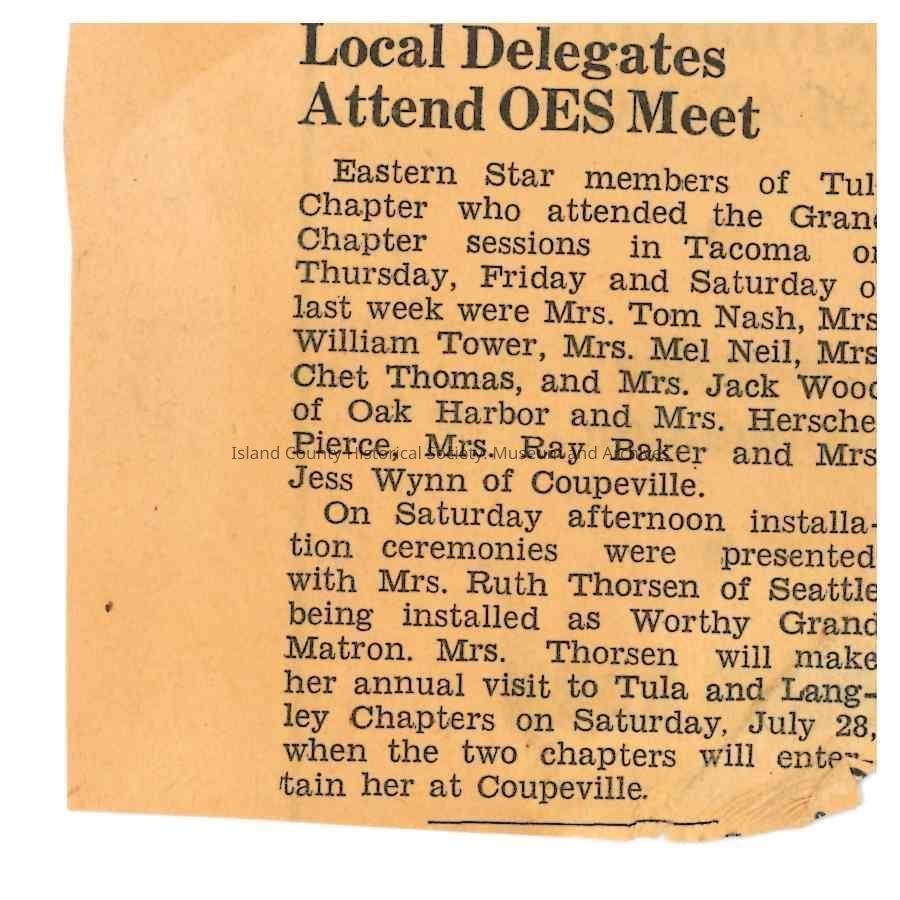 Local Delegates
Attend OES Meet
Eastern Star members of Tul
Chapter who attended the Gran
Chapter sessions in Tacoma o
Thursday, Friday and Saturday o
last week were Mrs. Tom Nash, Mrs
William Tower, Mrs. Mel Neil, Mrs
Chet Thomas, and Mrs. Jack Wood
of Oak Harbor and Mrs. Hersche
Pierce, Mrs. Ray Baker and Mrs
Island County Historical Society: Museum and Archives
Jess Wynn of Coupeville.
On Saturday afternoon installa-
tion ceremonies were presented
with Mrs. Ruth Thorsen of Seattle
being installed as Worthy Grand
Matron. Mrs. Thorsen will make
her annual visit to Tula and Lang-
ley Chapters on Saturday, July 28,
when the two chapters will enter-
tain her at Coupeville.